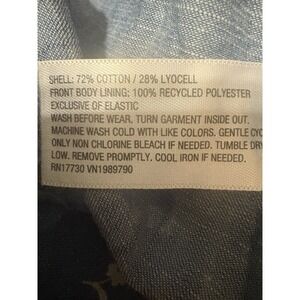 SHELL: 72% COTTON / 28% LYOCELL
FRONT BODY LINING: 100% RECYCLED POLYESTER
EXCLUSIVE OF ELASTIC
WASH BEFORE WEAR. TURN GARMENT INSIDE OUT.
MACHINE WASH COLD WITH LIKE COLORS. GENTLE CYC
ONLY NON CHLORINE BLEACH IF NEEDED. TUMBLE DRY
LOW. REMOVE PROMPTLY. COOL IRON IF NEEDED.
RN17730 VN1989790